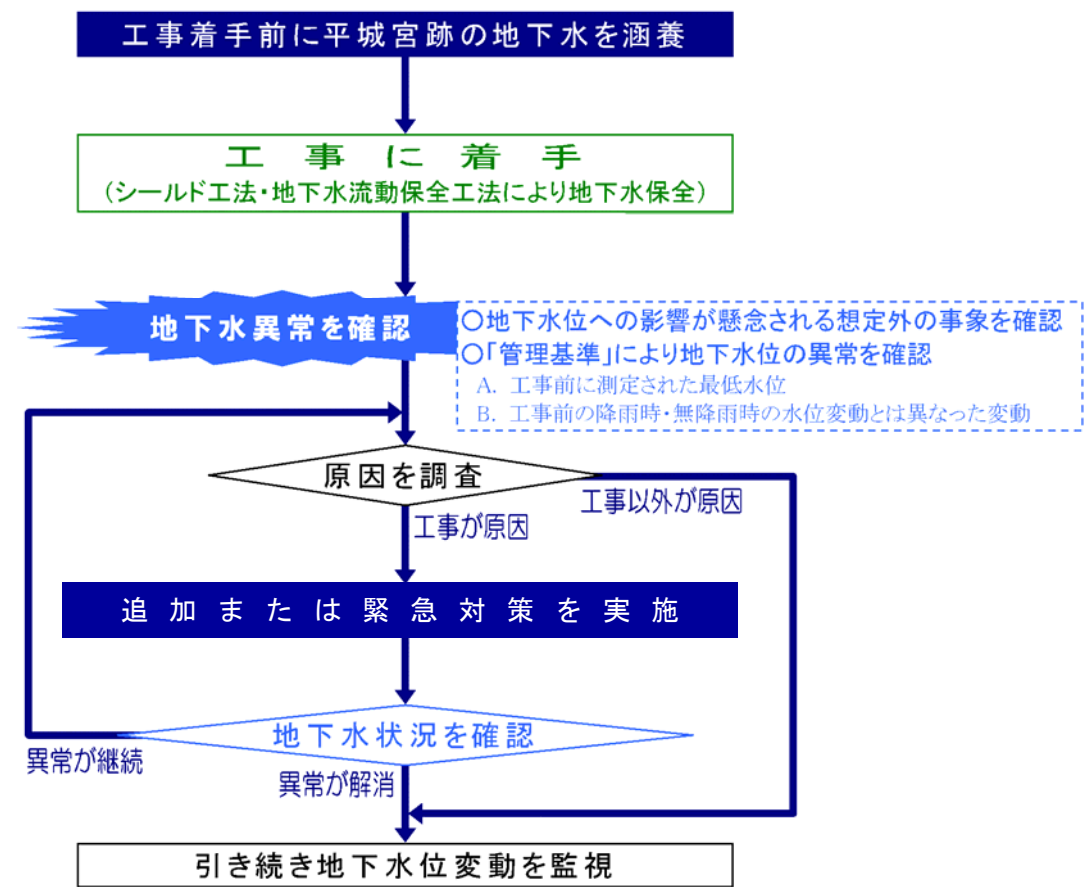 工事着手前に平城宮跡の地下水を涵養
工事に着手
(シールド工法・地下水流動保全工法により地下水保全)
地下水異常を確認
○地下水位への影響が懸念される想定外の事象を確認
○「管理基準」により地下水位の異常を確認
A. 工事前に測定された最低水位
B. 工事前の降雨時・無降雨時の水位変動とは異なった変動
原因を調査
工事以外が原因
工事が原因
追加または緊急対策を実施
地下水状況を確認
異常が継続
異常が解消
引き続き地下水位変動を監視